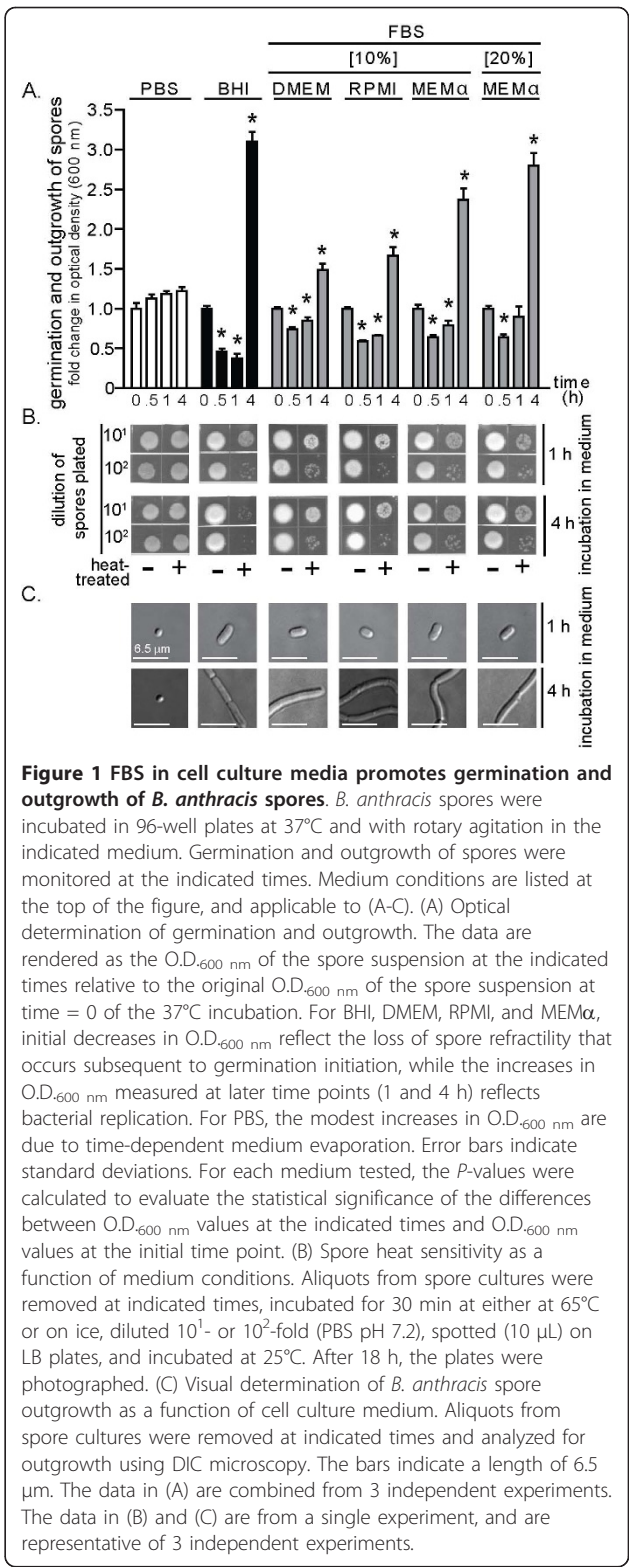 FBS
[10%] [20%]
A. PBS BHI DMEM RPMI MEMα MEMα
germination and outgrowth of spores
fold change in optical density (600 nm)
3.5
3.0
2.5
2.0
1.5
1.0
0.5
0
* * * * * * * * * * * * * * * * *
0 .5 1 4 0 .5 1 4 0 .5 1 4 0 .5 1 4 0 .5 1 4 0 .5 1 4 time (h)
B.
dilution of spores plated
10¹
10²
1 h
10¹
10²
4 h
incubation in medium
heat-treated − + − + − + − + − + − +
C.
6.5 µm
1 h
4 h
incubation in medium
Figure 1 FBS in cell culture media promotes germination and
outgrowth of B. anthracis spores. B. anthracis spores were
incubated in 96-well plates at 37°C and with rotary agitation in the
indicated medium. Germination and outgrowth of spores were
monitored at the indicated times. Medium conditions are listed at
the top of the figure, and applicable to (A-C). (A) Optical
determination of germination and outgrowth. The data are
rendered as the O.D.600 nm of the spore suspension at the indicated
times relative to the original O.D.600 nm of the spore suspension at
time = 0 of the 37°C incubation. For BHI, DMEM, RPMI, and MEMα,
initial decreases in O.D.600 nm reflect the loss of spore refractility that
occurs subsequent to germination initiation, while the increases in
O.D.600 nm measured at later time points (1 and 4 h) reflects
bacterial replication. For PBS, the modest increases in O.D.600 nm are
due to time-dependent medium evaporation. Error bars indicate
standard deviations. For each medium tested, the P-values were
calculated to evaluate the statistical significance of the differences
between O.D.600 nm values at the indicated times and O.D.600 nm
values at the initial time point. (B) Spore heat sensitivity as a
function of medium conditions. Aliquots from spore cultures were
removed at indicated times, incubated for 30 min at either at 65°C
or on ice, diluted 10¹- or 10²-fold (PBS pH 7.2), spotted (10 µL) on
LB plates, and incubated at 25°C. After 18 h, the plates were
photographed. (C) Visual determination of B. anthracis spore
outgrowth as a function of cell culture medium. Aliquots from
spore cultures were removed at indicated times and analyzed for
outgrowth using DIC microscopy. The bars indicate a length of 6.5
µm. The data in (A) are combined from 3 independent experiments.
The data in (B) and (C) are from a single experiment, and are
representative of 3 independent experiments.